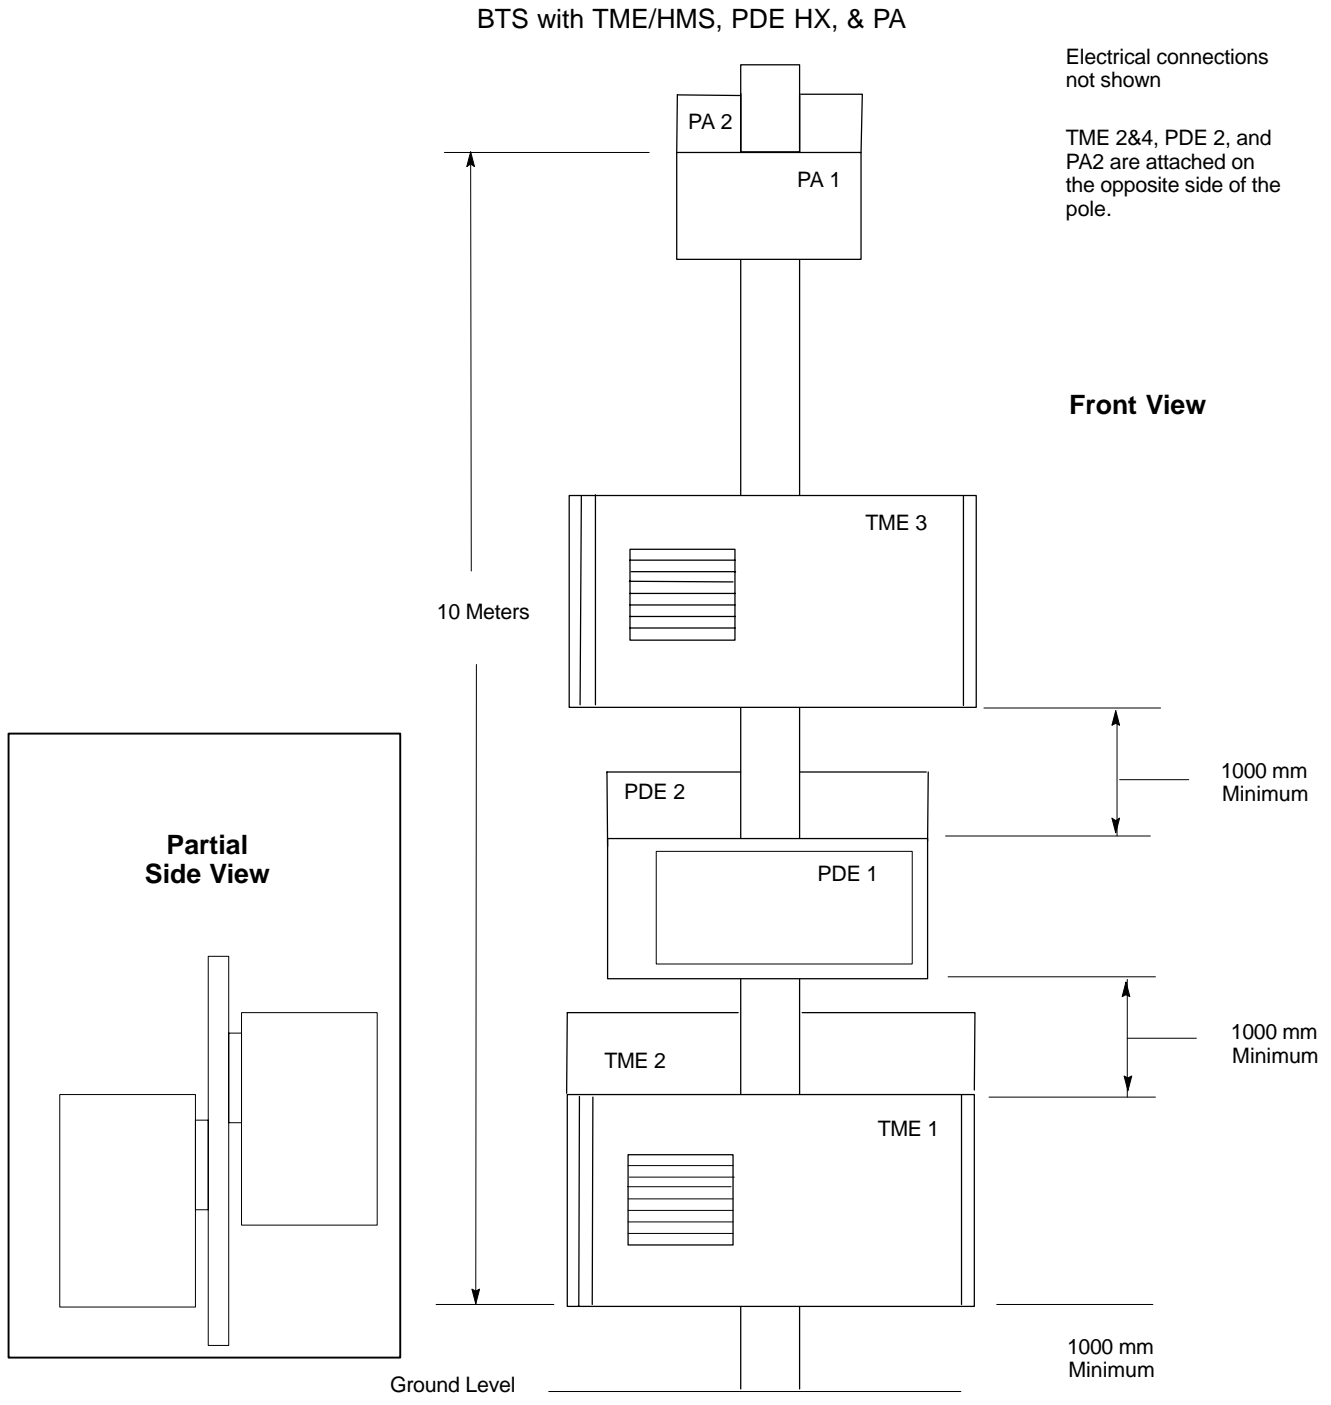 BTS with TME/HMS, PDE HX, & PA
Electrical connections
not shown
TME 2&4, PDE 2, and
PA2 are attached on
the opposite side of the
pole.
PA 2
PA 1
Front View
TME 3
10 Meters
1000 mm
Minimum
PDE 2
Partial
Side View
PDE 1
1000 mm
Minimum
TME 2
TME 1
1000 mm
Minimum
Ground Level